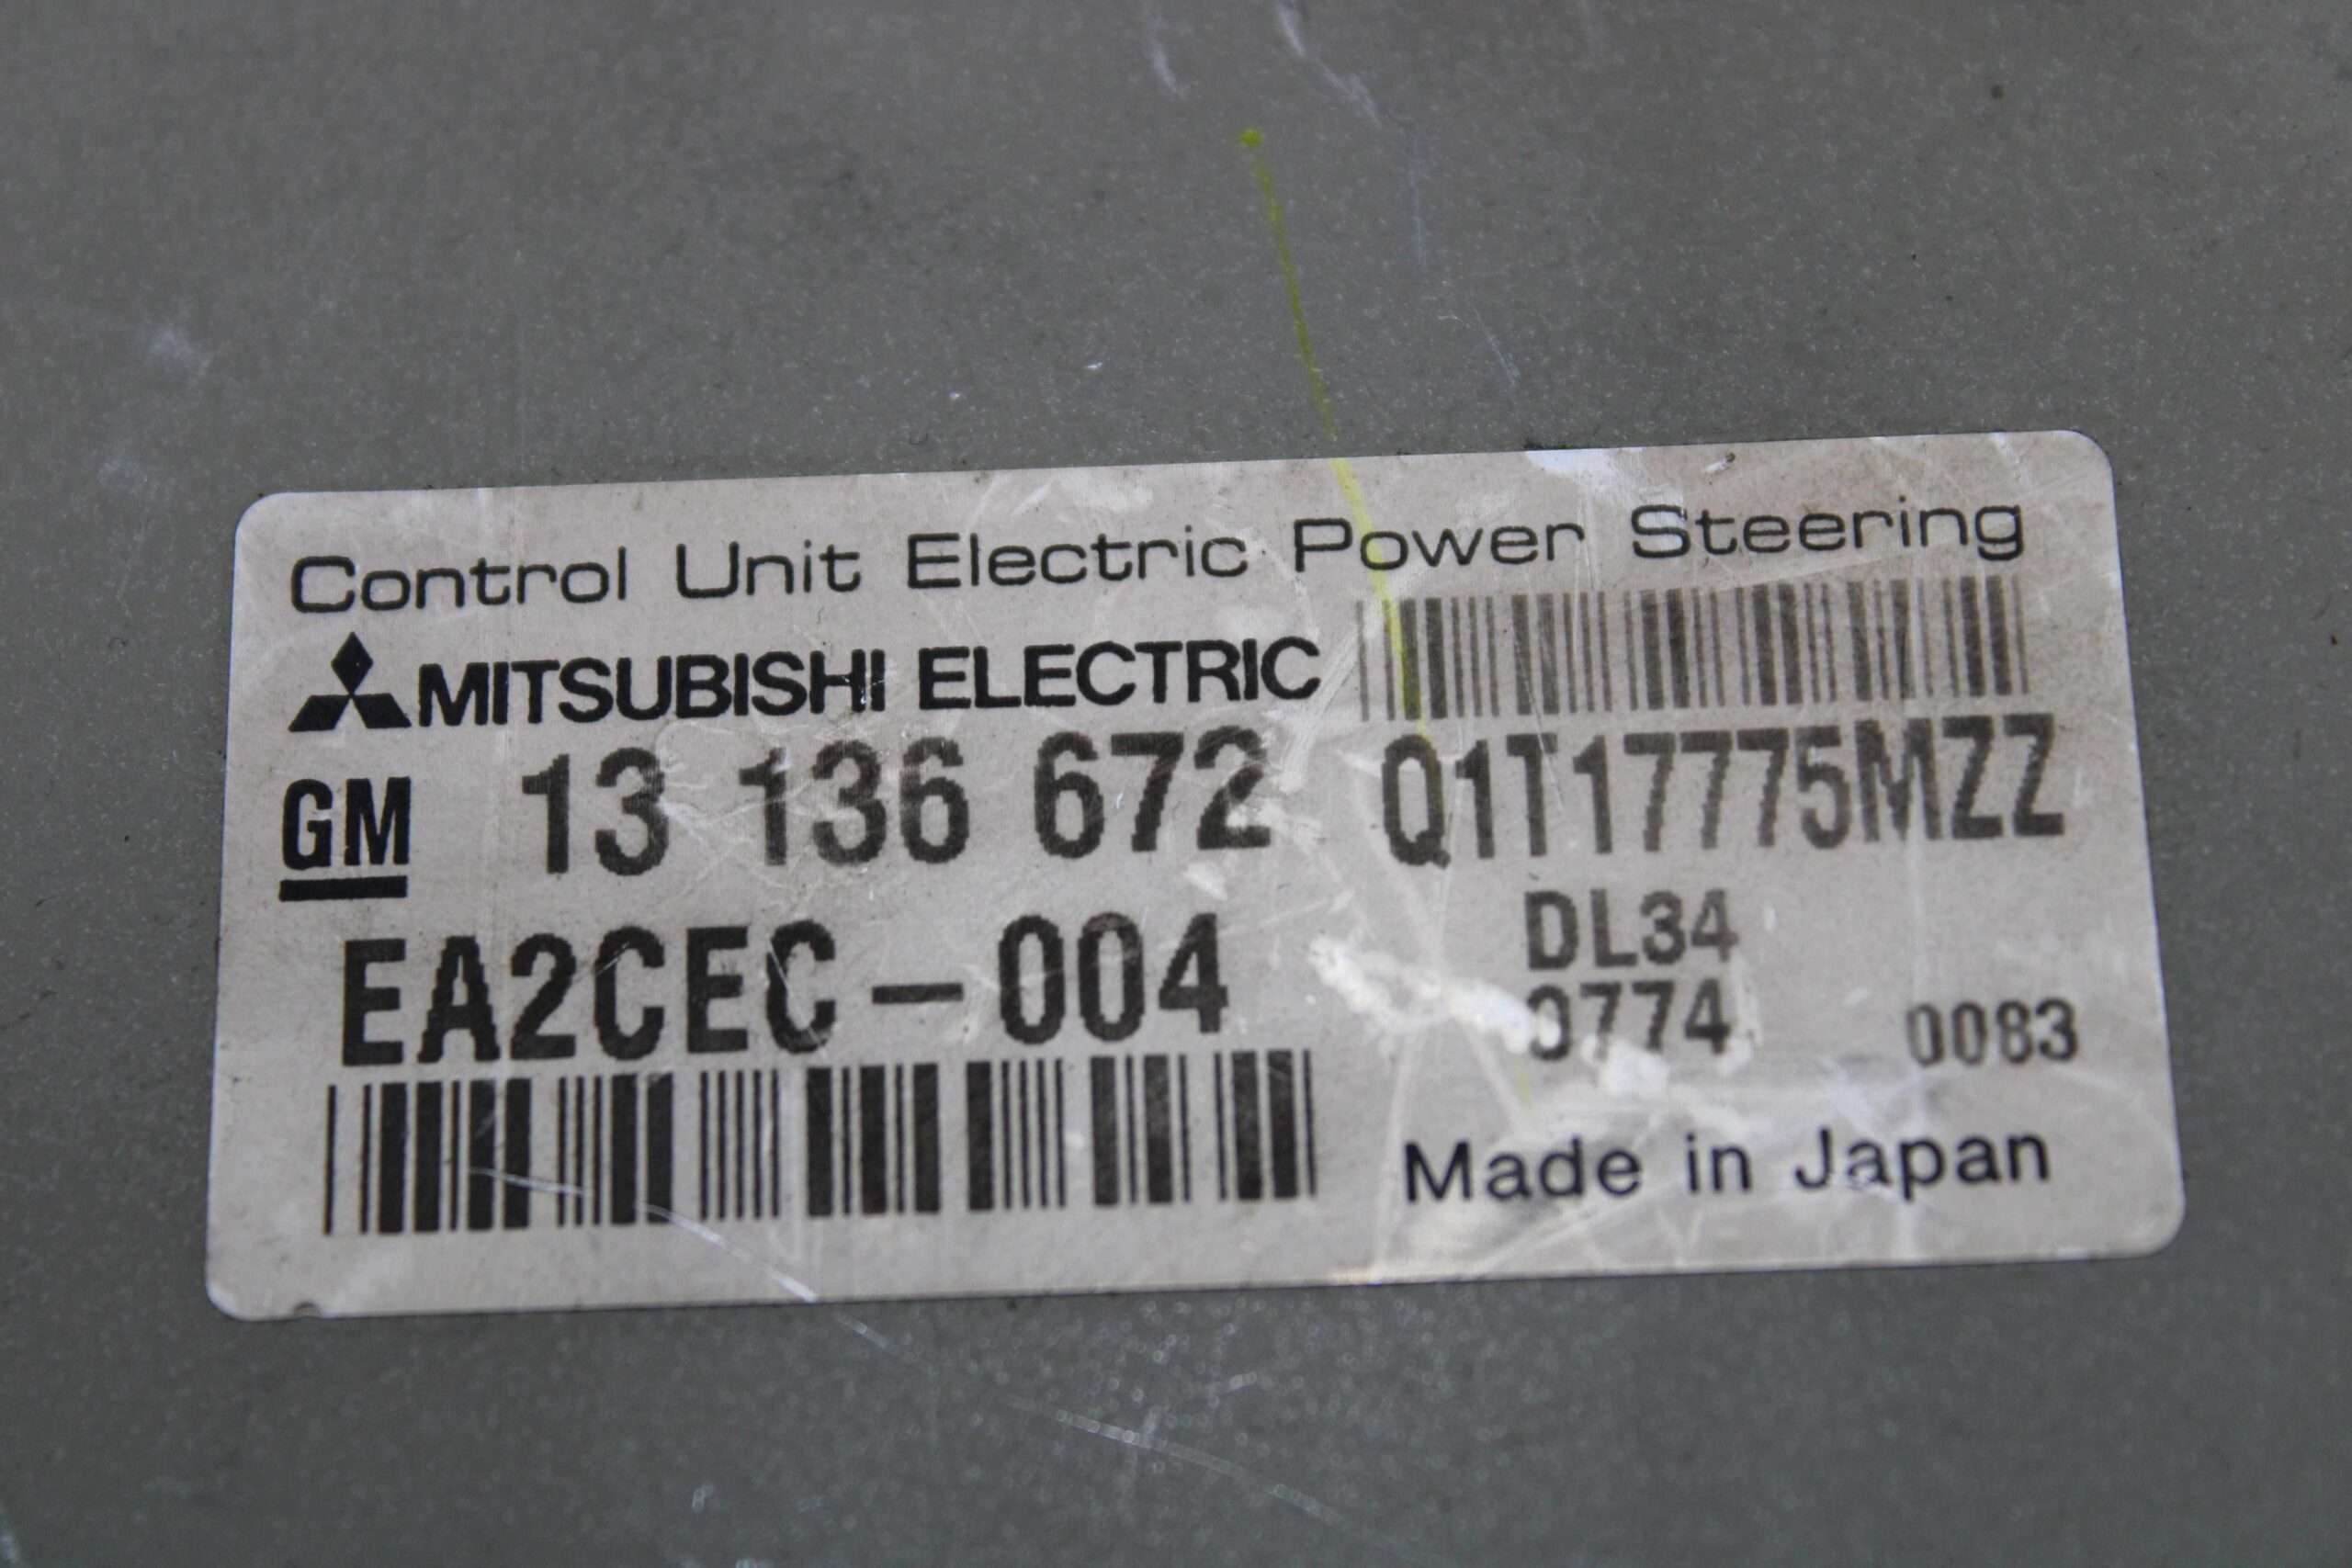 Control Unit Electric Power Steering
MITSUBISHI ELECTRIC
GM 13 136 672 Q1T17775MZZ
EA2CEC-004 DL34
0774 0083
Made in Japan